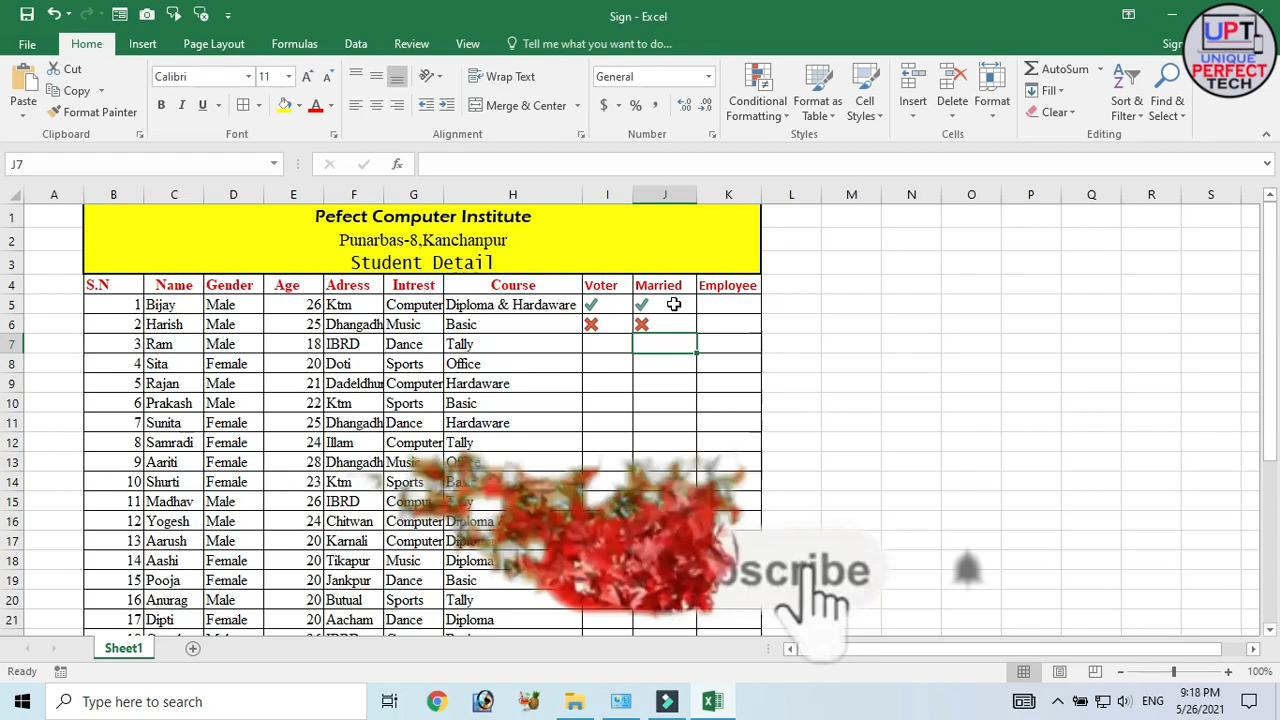 Sign - Excel
File Home Insert Page Layout Formulas Data Review View Tell me what you want to do...
UPT
UNIQUE
PERFECT
TECH
Paste Cut Copy Format Painter
Clipboard
Calibri 11
B I U A
Font
Wrap Text
Merge & Center
Alignment
General
$ % ,
Number
Conditional Formatting
Format as Table
Cell Styles
Styles
Insert Delete Format
Cells
AutoSum
Fill
Clear
Sort & Filter
Find & Select
Editing
J7 fx
A B C D E F G H I J K L M N O P Q R S
1 Pefect Computer Institute
2 Punarbas-8,Kanchanpur
3 Student Detail
4 S.N Name Gender Age Adress Intrest Course Voter Married Employee
5 1 Bijay Male 26 Ktm Computer Diploma & Hardaware
6 2 Harish Male 25 Dhangadh Music Basic
7 3 Ram Male 18 IBRD Dance Tally
8 4 Sita Female 20 Doti Sports Office
9 5 Rajan Male 21 Dadeldhur Computer Hardaware
10 6 Prakash Male 22 Ktm Sports Basic
11 7 Sunita Female 25 Dhangadh Dance Hardaware
12 8 Samradi Female 24 Illam Computer Tally
13 9 Aariti Female 28 Dhangadh Music
14 10 Shurti Female 23 Ktm Sports
15 11 Madhav Male 26 IBRD
16 12 Yogesh Male 24 Chitwan Computer Diploma
17 13 Aarush Male 20 Karnali Computer
18 14 Aashi Female 20 Tikapur Music Diploma
19 15 Pooja Female 20 Jankpur Dance Basic
20 16 Anurag Male 20 Butual Sports Tally
21 17 Dipti Female 20 Aacham Dance Diploma
scribe
Sheet1
Ready 100%
Type here to search
ENG
9:18 PM
5/26/2021